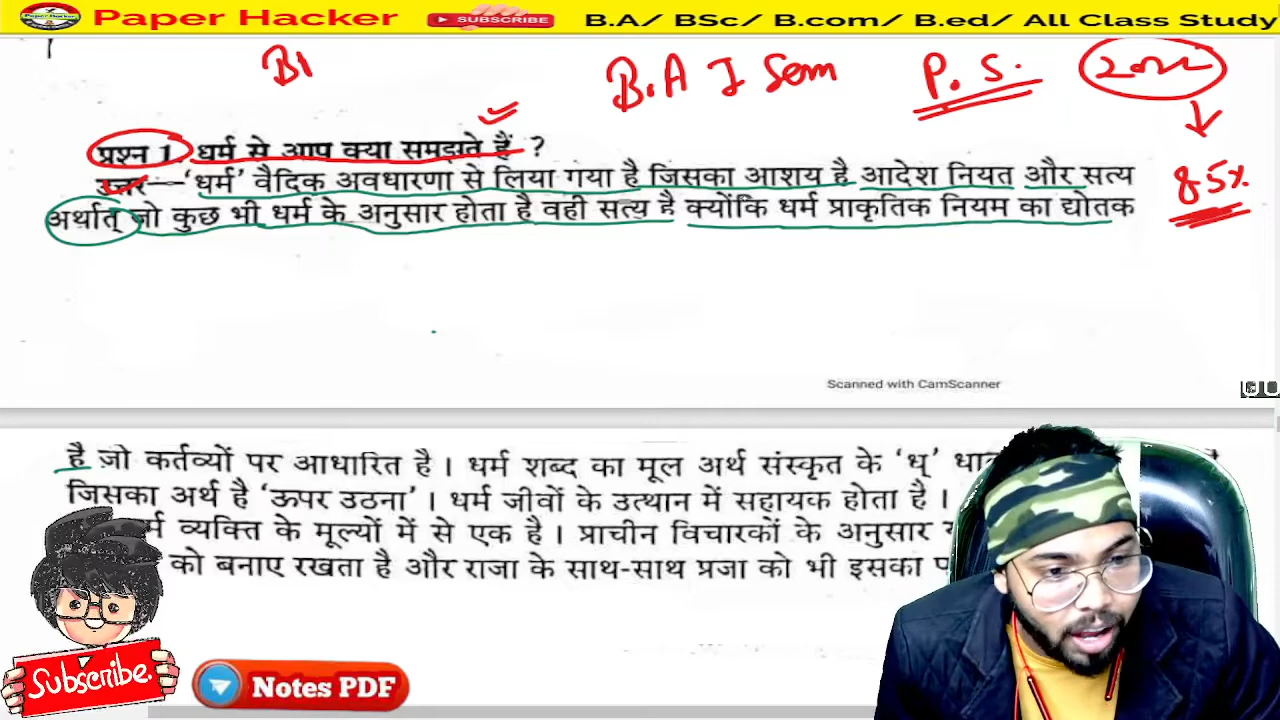 Paper Hacker
SUBSCRIBE
B.A/ BSc/ B.com/ B.ed/ All Class Study
B.A I Sem
P. S.
85%
प्रश्न 1. धर्म से आप क्या समझते हैं ?
उत्तर—'धर्म' वैदिक अवधारणा से लिया गया है जिसका आशय है आदेश नियत और सत्य
अर्थात् जो कुछ भी धर्म के अनुसार होता है वही सत्य है क्योंकि धर्म प्राकृतिक नियम का द्योतक
Scanned with CamScanner
है जो कर्तव्यों पर आधारित है । धर्म शब्द का मूल अर्थ संस्कृत के 'धृ'
जिसका अर्थ है 'ऊपर उठना' । धर्म जीवों के उत्थान में सहायक होता है ।
व्यक्ति के मूल्यों में से एक है । प्राचीन विचारकों के अनुसार
को बनाए रखता है और राजा के साथ-साथ प्रजा को भी इसका
Subscribe.
Notes PDF